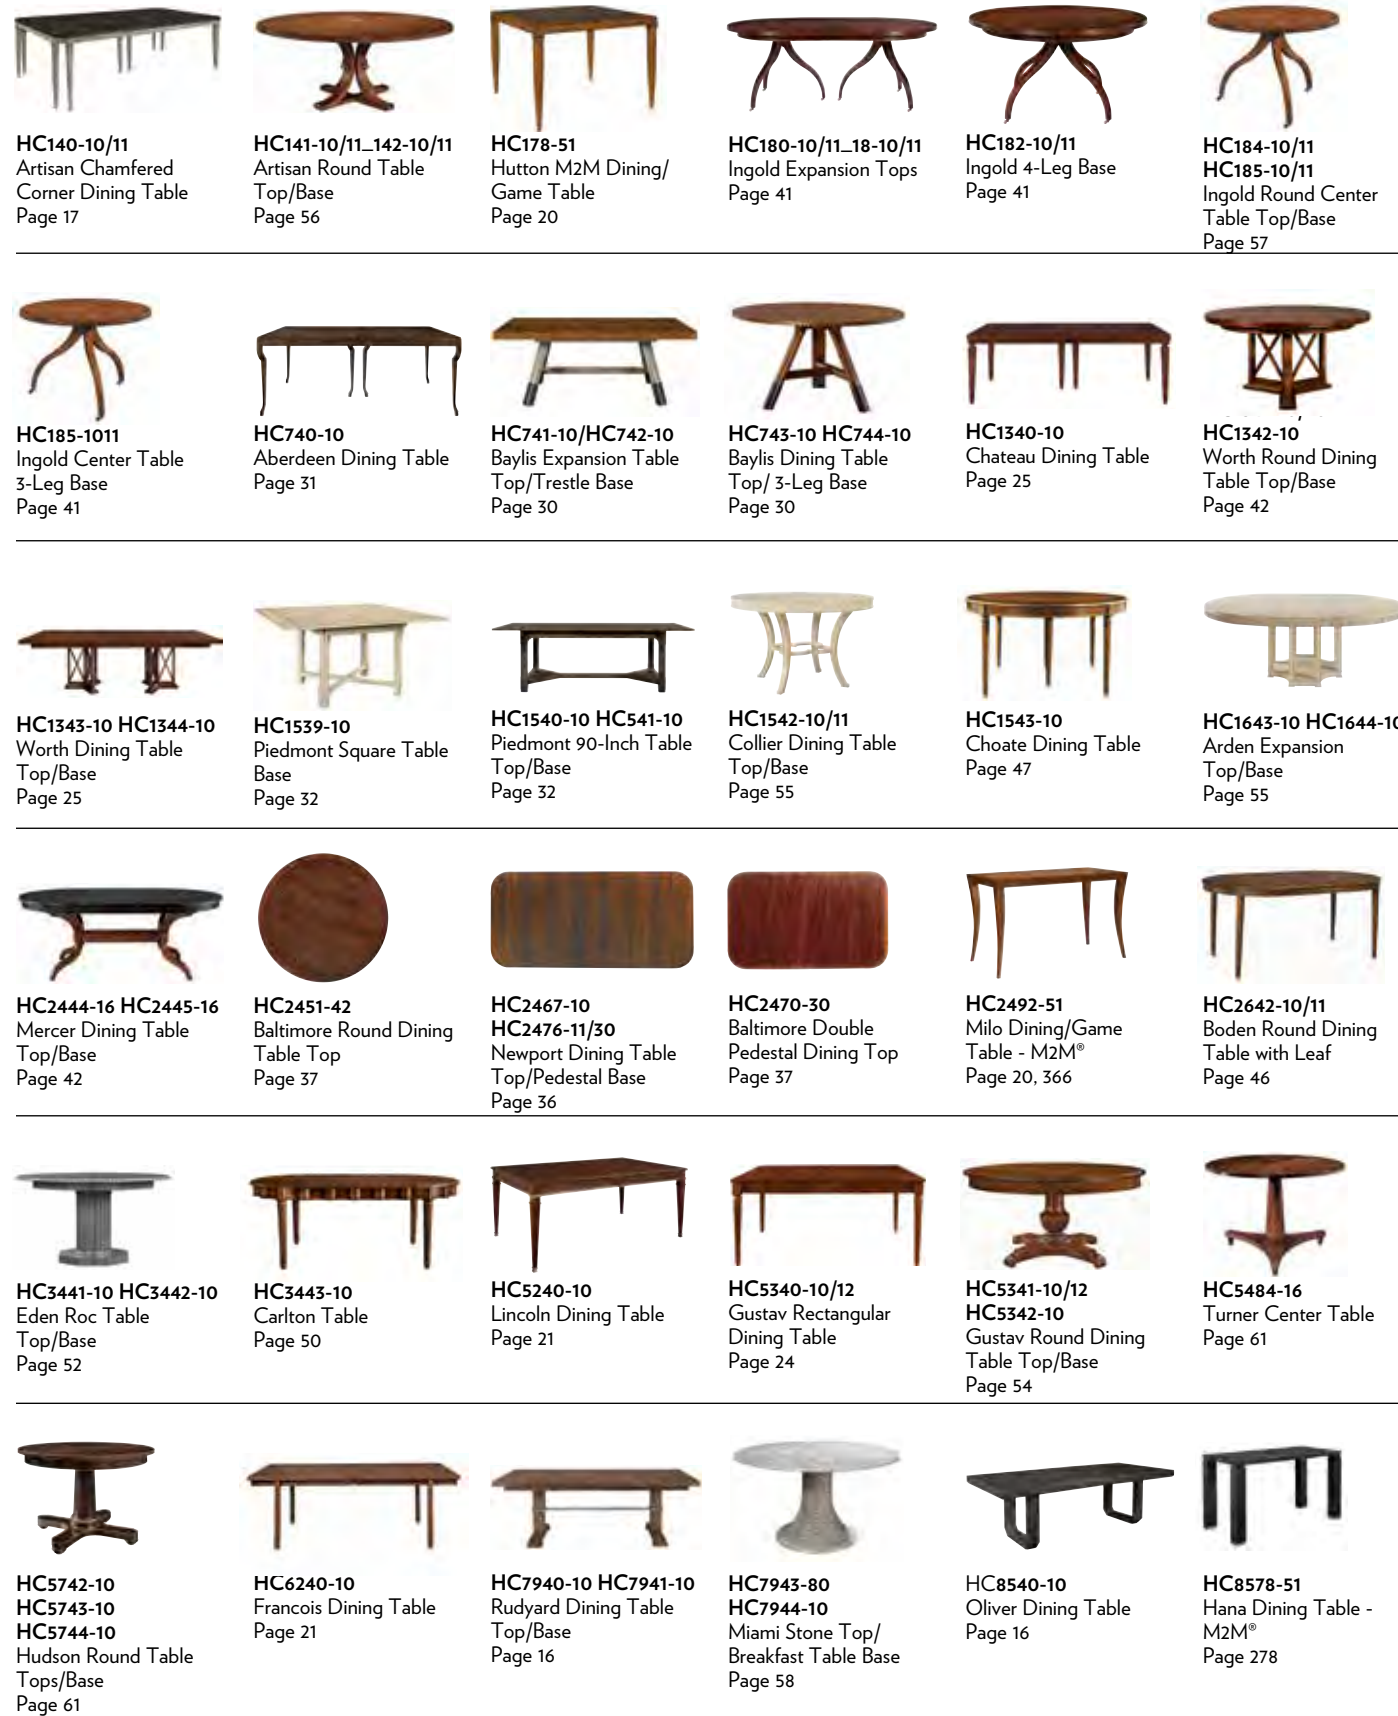 HC140-10/11
Artisan Chamfered
Corner Dining Table
Page 17
HC141-10/11_142-10/11
Artisan Round Table
Top/Base
Page 56
HC178-51
Hutton M2M Dining/
Game Table
Page 20
HC180-10/11_18-10/11
Ingold Expansion Tops
Page 41
HC182-10/11
Ingold 4-Leg Base
Page 41
HC184-10/11
HC185-10/11
Ingold Round Center
Table Top/Base
Page 57
HC185-1011
Ingold Center Table
3-Leg Base
Page 41
HC740-10
Aberdeen Dining Table
Page 31
HC741-10/HC742-10
Baylis Expansion Table
Top/Trestle Base
Page 30
HC743-10 HC744-10
Baylis Dining Table
Top/ 3-Leg Base
Page 30
HC1340-10
Chateau Dining Table
Page 25
HC1342-10
Worth Round Dining
Table Top/Base
Page 42
HC1343-10 HC1344-10
Worth Dining Table
Top/Base
Page 25
HC1539-10
Piedmont Square Table
Base
Page 32
HC1540-10 HC541-10
Piedmont 90-Inch Table
Top/Base
Page 32
HC1542-10/11
Collier Dining Table
Top/Base
Page 55
HC1543-10
Choate Dining Table
Page 47
HC1643-10 HC1644-10
Arden Expansion
Top/Base
Page 55
HC2444-16 HC2445-16
Mercer Dining Table
Top/Base
Page 42
HC2451-42
Baltimore Round Dining
Table Top
Page 37
HC2467-10
HC2476-11/30
Newport Dining Table
Top/Pedestal Base
Page 36
HC2470-30
Baltimore Double
Pedestal Dining Top
Page 37
HC2492-51
Milo Dining/Game
Table - M2M®
Page 20, 366
HC2642-10/11
Boden Round Dining
Table with Leaf
Page 46
HC3441-10 HC3442-10
Eden Roc Table
Top/Base
Page 52
HC3443-10
Carlton Table
Page 50
HC5240-10
Lincoln Dining Table
Page 21
HC5340-10/12
Gustav Rectangular
Dining Table
Page 24
HC5341-10/12
HC5342-10
Gustav Round Dining
Table Top/Base
Page 54
HC5484-16
Turner Center Table
Page 61
HC5742-10
HC5743-10
HC5744-10
Hudson Round Table
Tops/Base
Page 61
HC6240-10
Francois Dining Table
Page 21
HC7940-10 HC7941-10
Rudyard Dining Table
Top/Base
Page 16
HC7943-80
HC7944-10
Miami Stone Top/
Breakfast Table Base
Page 58
HC8540-10
Oliver Dining Table
Page 16
HC8578-51
Hana Dining Table -
M2M®
Page 278